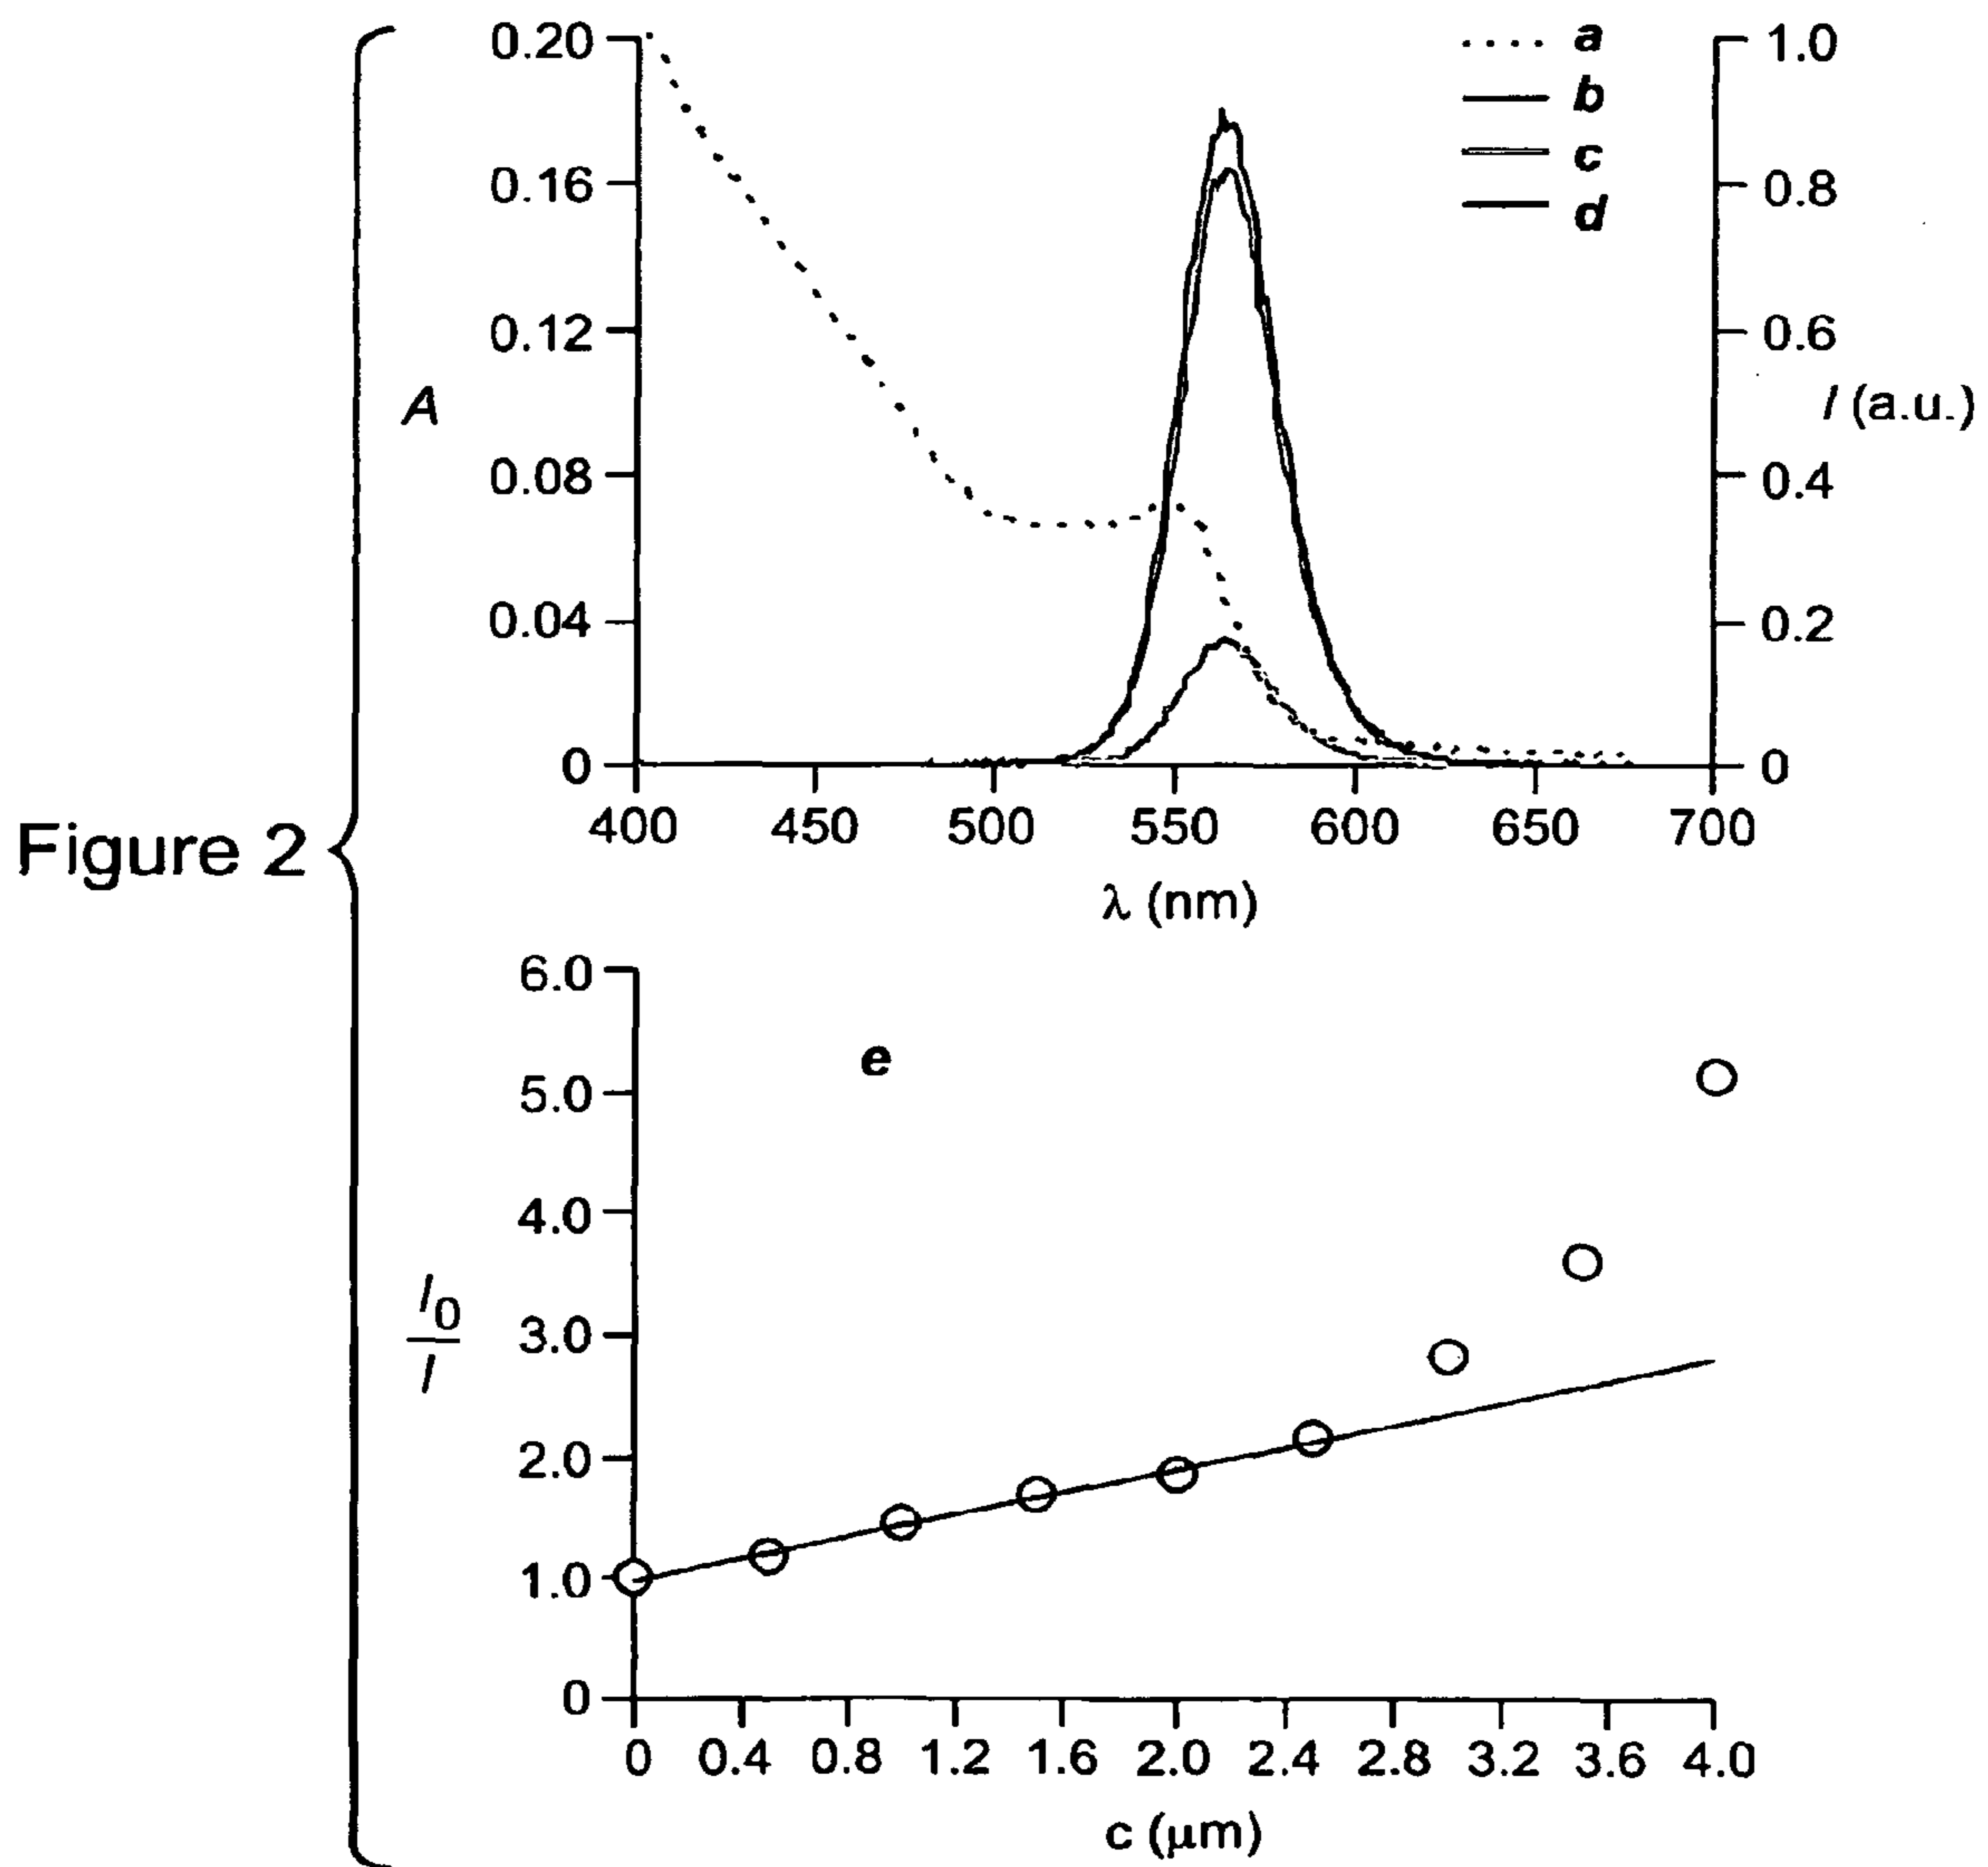 Figure 2
0.20
0.16
0.12
0.08
0.04
0
A
a
b
c
d
1.0
0.8
0.6
0.4
0.2
0
I (a.u.)
400 450 500 550 600 650 700
λ (nm)
6.0
5.0
4.0
3.0
2.0
1.0
0
I0
I
e
0 0.4 0.8 1.2 1.6 2.0 2.4 2.8 3.2 3.6 4.0
c (μm)